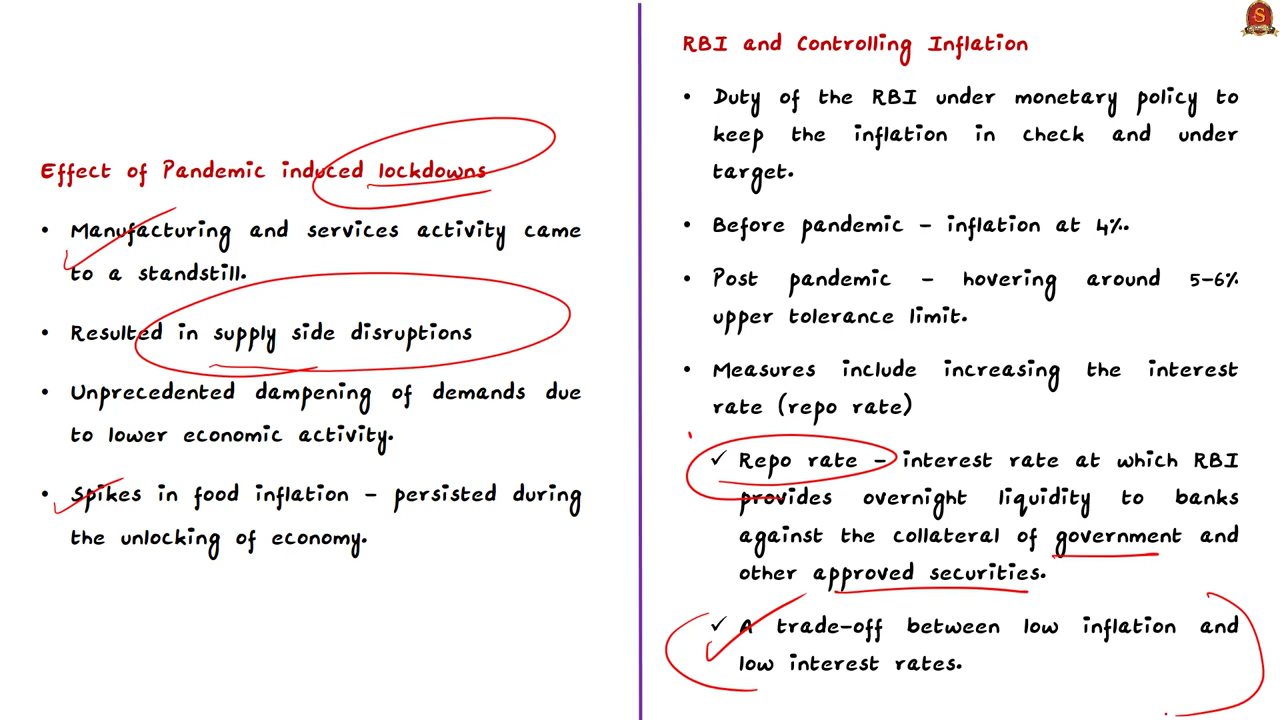 Effect of Pandemic induced lockdowns
• Manufacturing and services activity came
to a standstill.
• Resulted in supply side disruptions
• Unprecedented dampening of demands due
to lower economic activity.
• Spikes in food inflation – persisted during
the unlocking of economy.
RBI and Controlling Inflation
• Duty of the RBI under monetary policy to
keep the inflation in check and under
target.
• Before pandemic – inflation at 4%.
• Post pandemic – hovering around 5-6%
upper tolerance limit.
• Measures include increasing the interest
rate (repo rate)
✓ Repo rate – interest rate at which RBI
provides overnight liquidity to banks
against the collateral of government and
other approved securities.
✓ A trade-off between low inflation and
low interest rates.